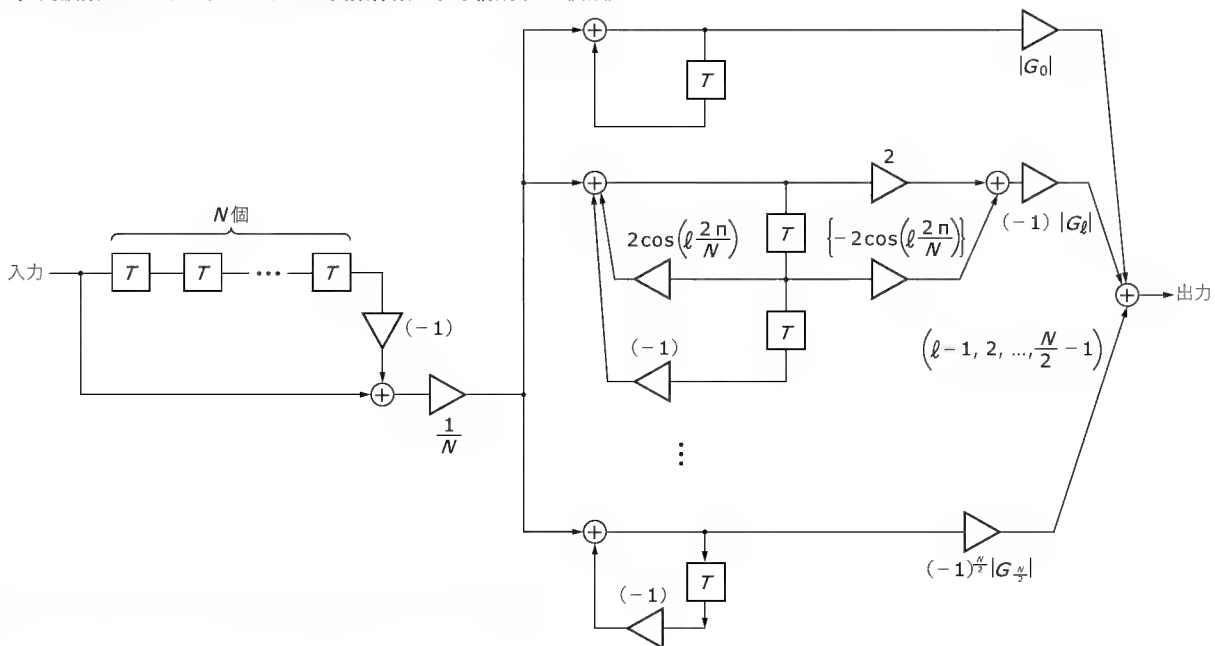 N個
入力
T
T
…
T
(−1)
1/N
T
|G₀|
2cos(ℓ 2π/N)
T
2
{−2cos(ℓ 2π/N)}
(−1) |Gℓ|
T
(−1)
(ℓ−1, 2, …, N/2 −1)
出力
⋮
T
(−1)
(−1)^{N/2}|G_{N/2}|